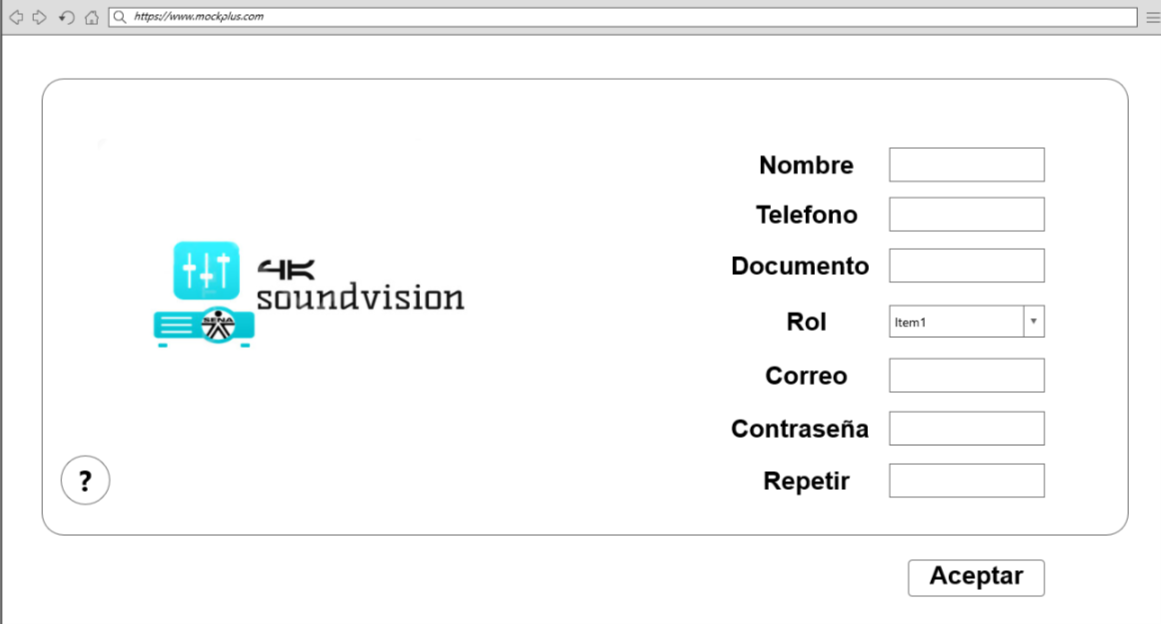 https://www.mockplus.com
Nombre
Telefono
Documento
Rol
Item1
Correo
Contraseña
Repetir
4K
soundvision
SENA
?
Aceptar